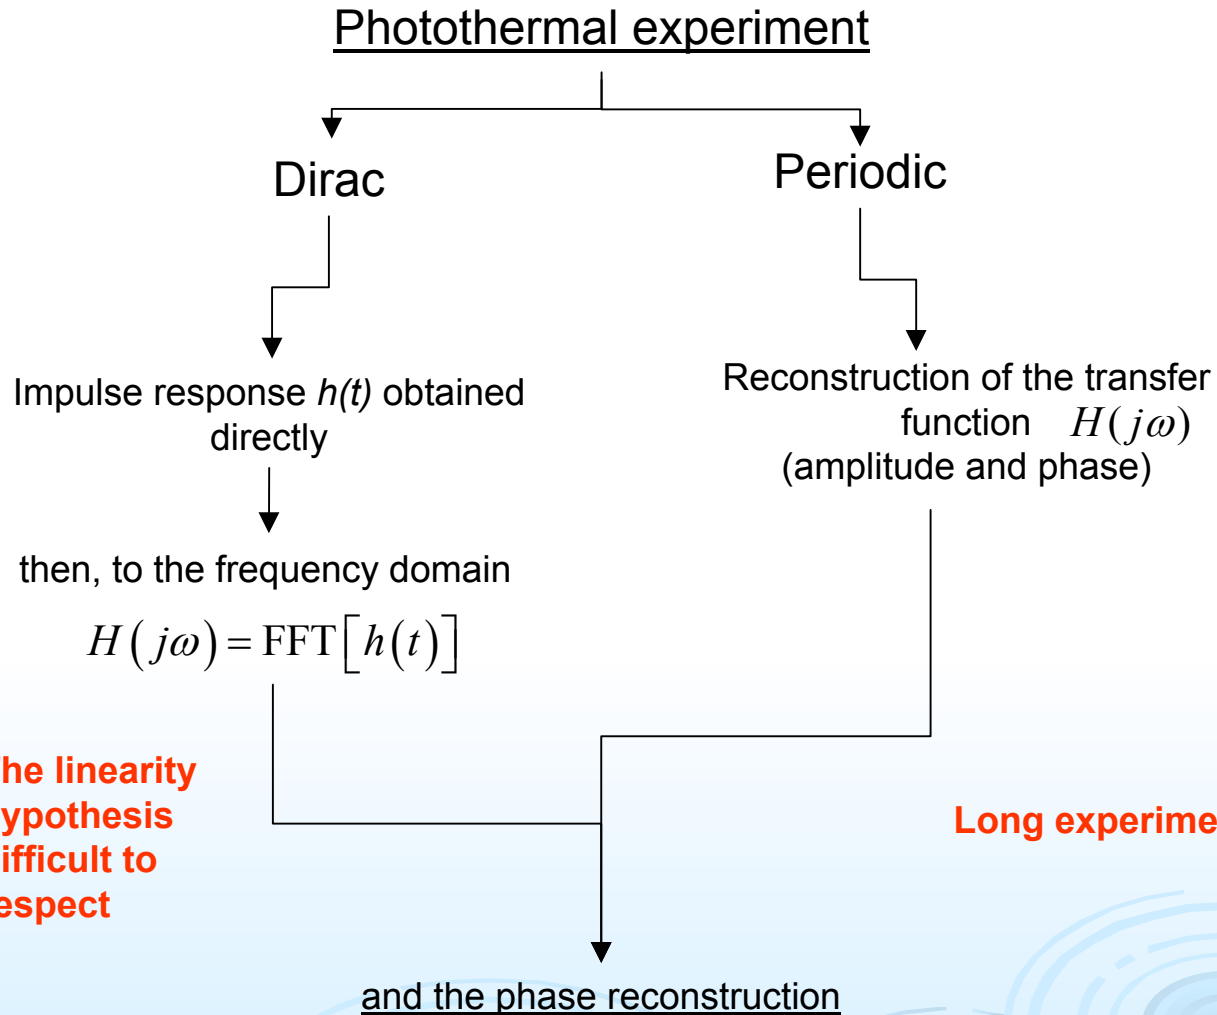 Photothermal experiment
Dirac
Periodic
Impulse response h(t) obtained
directly
Reconstruction of the transfer
function H(jω)
(amplitude and phase)
then, to the frequency domain
H(jω) = FFT[h(t)]
he linearity
ypothesis
ifficult to
espect
Long experime
and the phase reconstruction